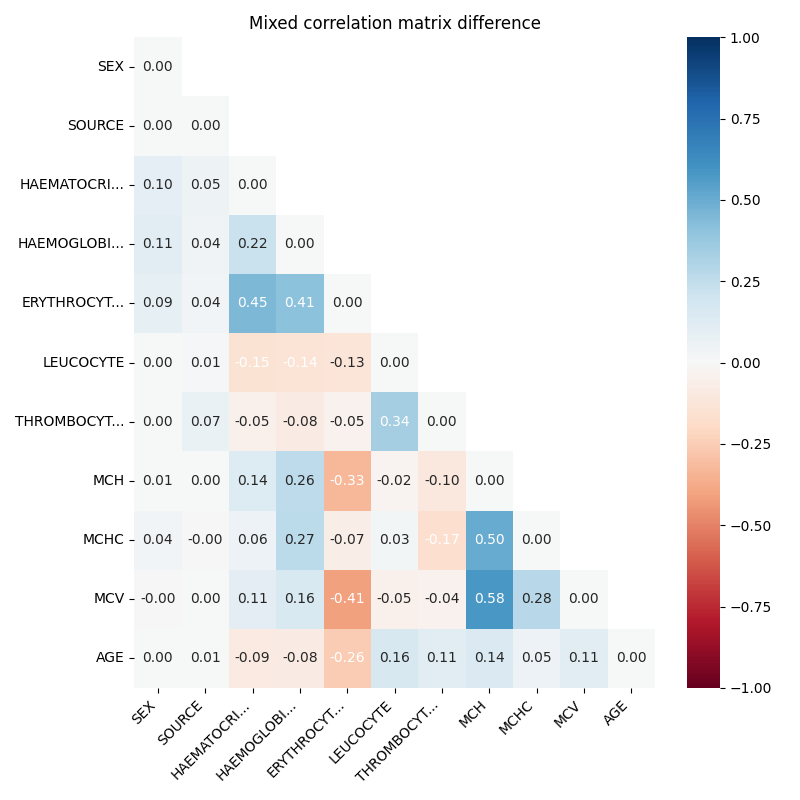 Mixed correlation matrix difference
SEX 0.00
SOURCE 0.00 0.00
HAEMATOCRI... 0.10 0.05 0.00
HAEMOGLOBI... 0.11 0.04 0.22 0.00
ERYTHROCYT... 0.09 0.04 0.45 0.41 0.00
LEUCOCYTE 0.00 0.01 -0.15 -0.14 -0.13 0.00
THROMBOCYT... 0.00 0.07 -0.05 -0.08 -0.05 0.34 0.00
MCH 0.01 0.00 0.14 0.26 -0.33 -0.02 -0.10 0.00
MCHC 0.04 -0.00 0.06 0.27 -0.07 0.03 -0.17 0.50 0.00
MCV -0.00 0.00 0.11 0.16 -0.41 -0.05 -0.04 0.58 0.28 0.00
AGE 0.00 0.01 -0.09 -0.08 -0.26 0.16 0.11 0.14 0.05 0.11 0.00
SEX SOURCE HAEMATOCRI... HAEMOGLOBI... ERYTHROCYT... LEUCOCYTE THROMBOCYT... MCH MCHC MCV AGE
1.00
0.75
0.50
0.25
0.00
−0.25
−0.50
−0.75
−1.00